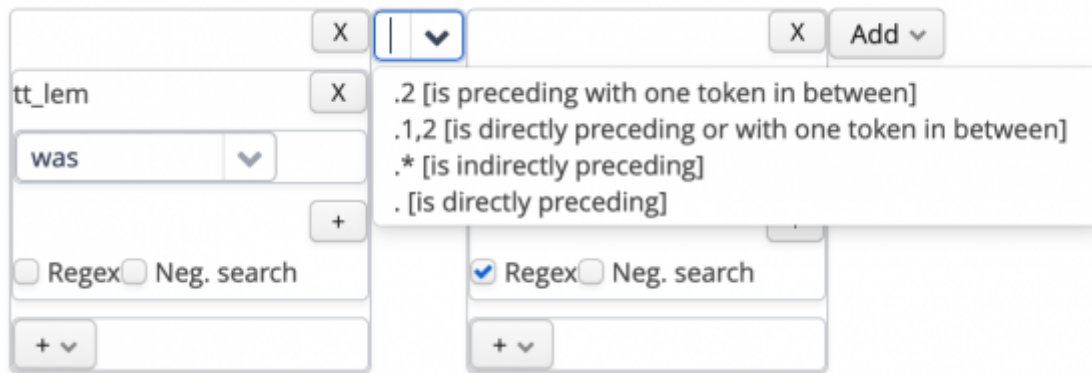 X
X
Add
tt_lem
X
.2 [is preceding with one token in between]
.1,2 [is directly preceding or with one token in between]
was
.* [is indirectly preceding]
. [is directly preceding]
+
Regex Neg. search
Regex Neg. search
+
+